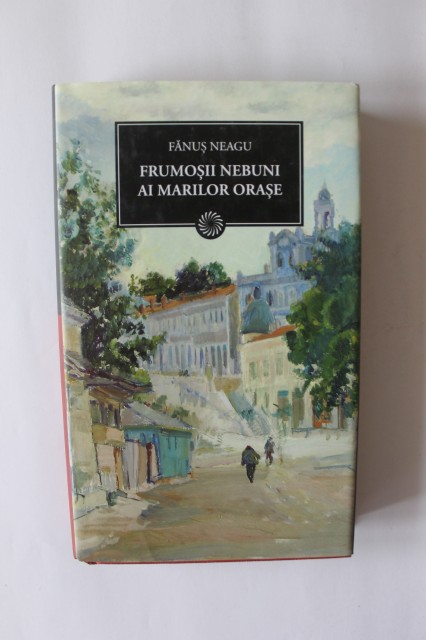 FĂNUȘ NEAGU
FRUMOȘII NEBUNI
AI MARILOR ORAȘE